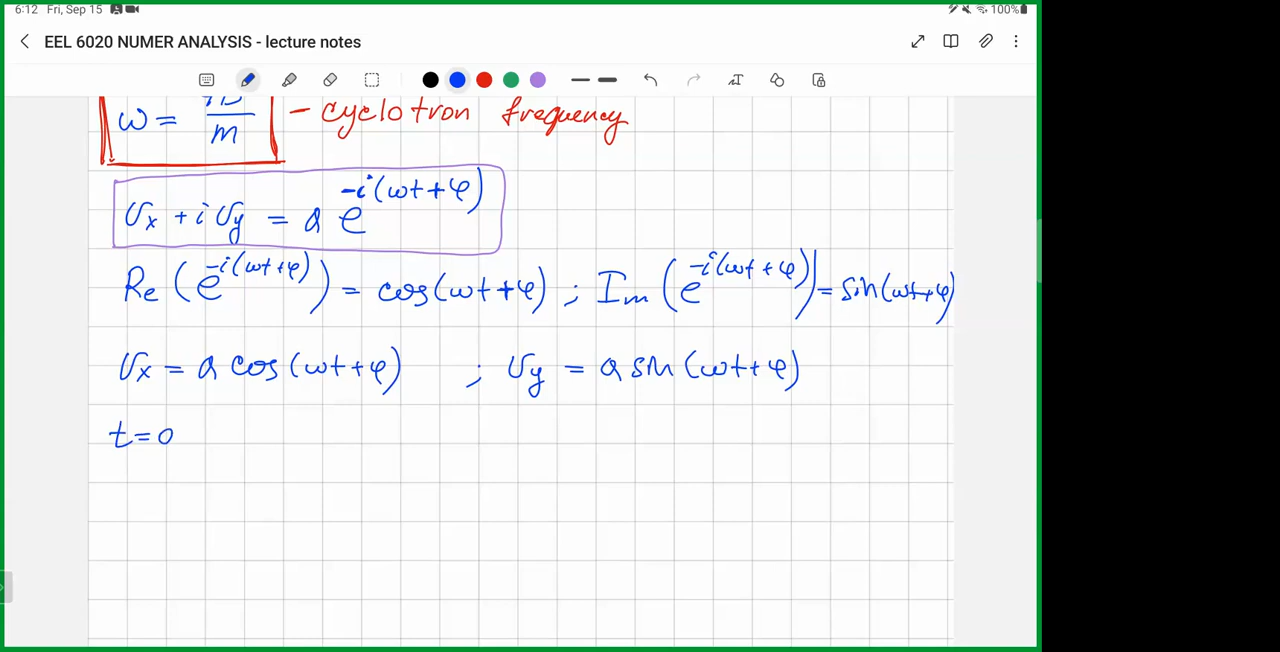 6:12 Fri, Sep 15 100%
EEL 6020 NUMER ANALYSIS - lecture notes
ω = /m - cyclotron frequency
Vx + i Vy = a e^-i(ωt+φ)
Re (e^-i(ωt+φ)) = cos(ωt+φ) ; Im (e^-i(ωt+φ)) = sin(ωt+φ)
Vx = a cos(ωt+φ) ; Vy = a sin(ωt+φ)
t=0